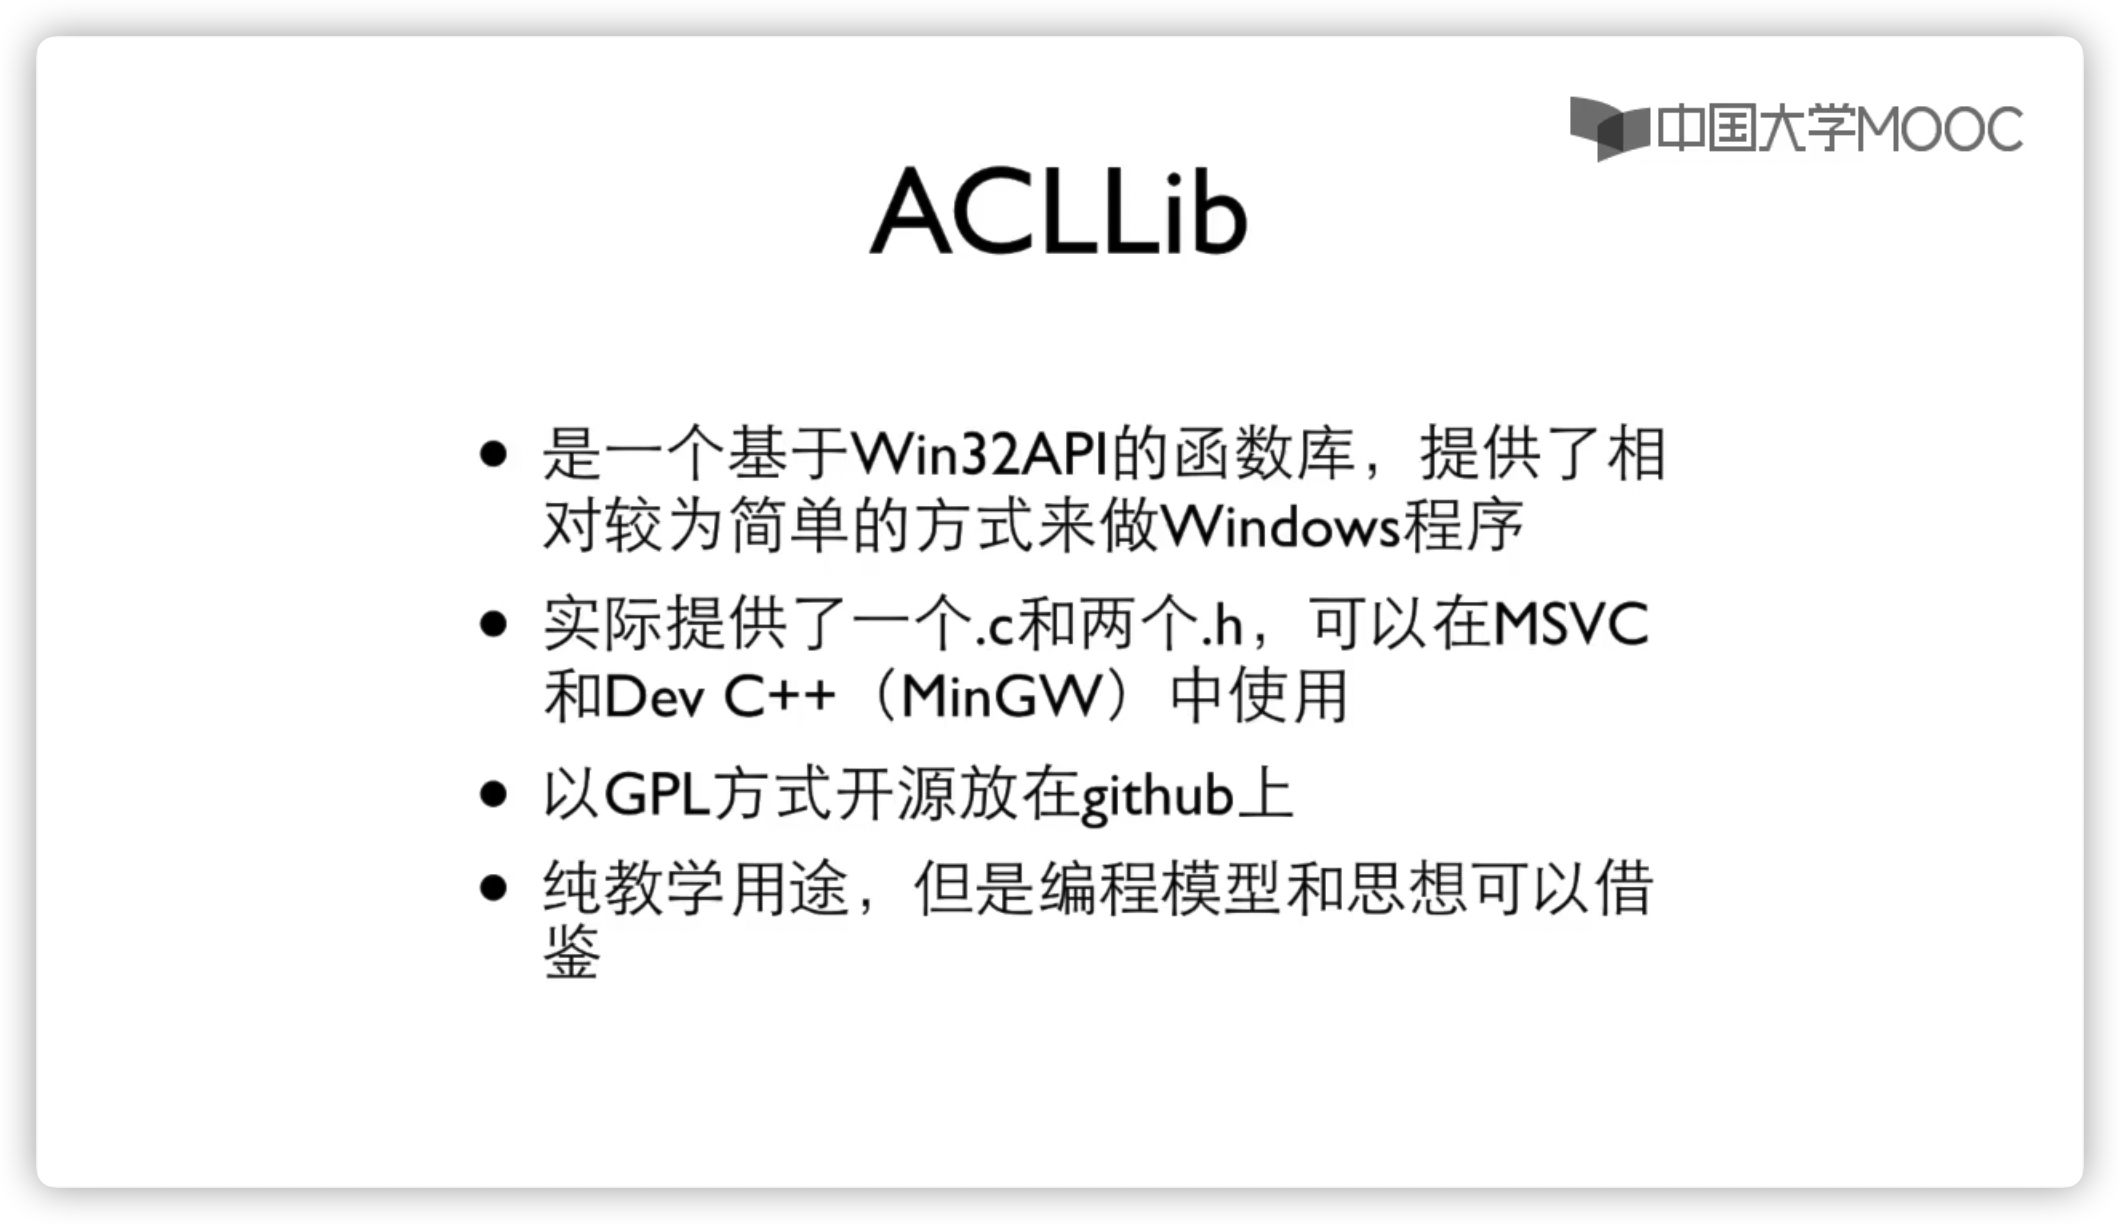 中国大学MOOC
ACLLib
• 是一个基于Win32API的函数库，提供了相
对较为简单的方式来做Windows程序
• 实际提供了一个.c和两个.h，可以在MSVC
和Dev C++（MinGW）中使用
• 以GPL方式开源放在github上
• 纯教学用途，但是编程模型和思想可以借
鉴